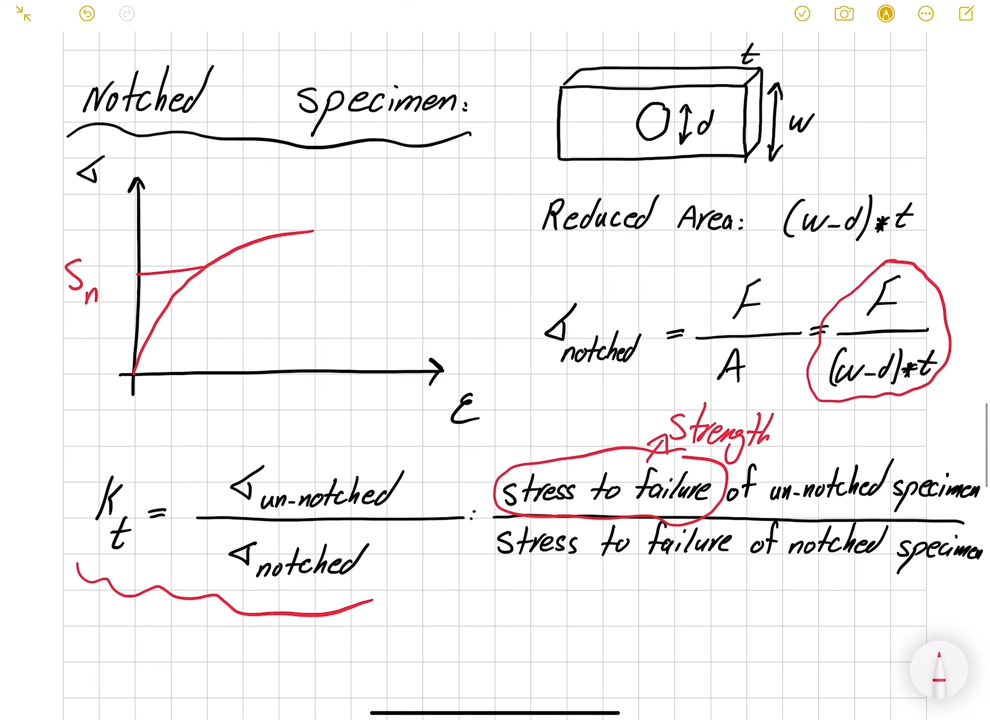 Notched specimen:
t
d
w
σ
Sn
ε
Reduced Area: (w-d)*t
σnotched = F/A = F/(w-d)*t
Strength
Kt = σun-notched/σnotched : stress to failure of un-notched specimen/stress to failure of notched specimen